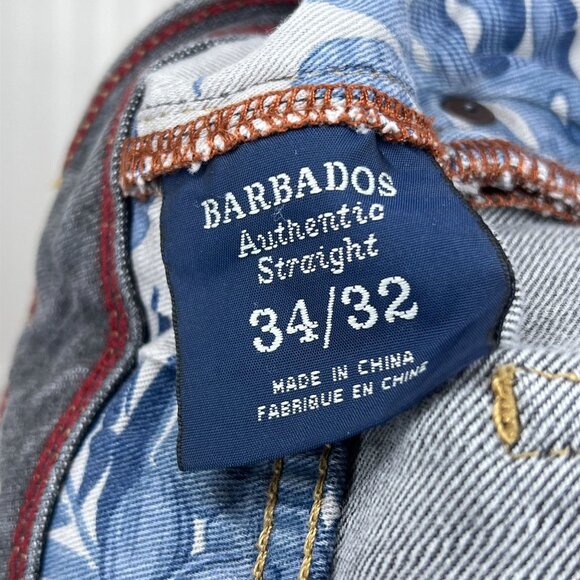 BARBADOS
Authentic
Straight
34/32
MADE IN CHINA
FABRIQUE EN CHINE